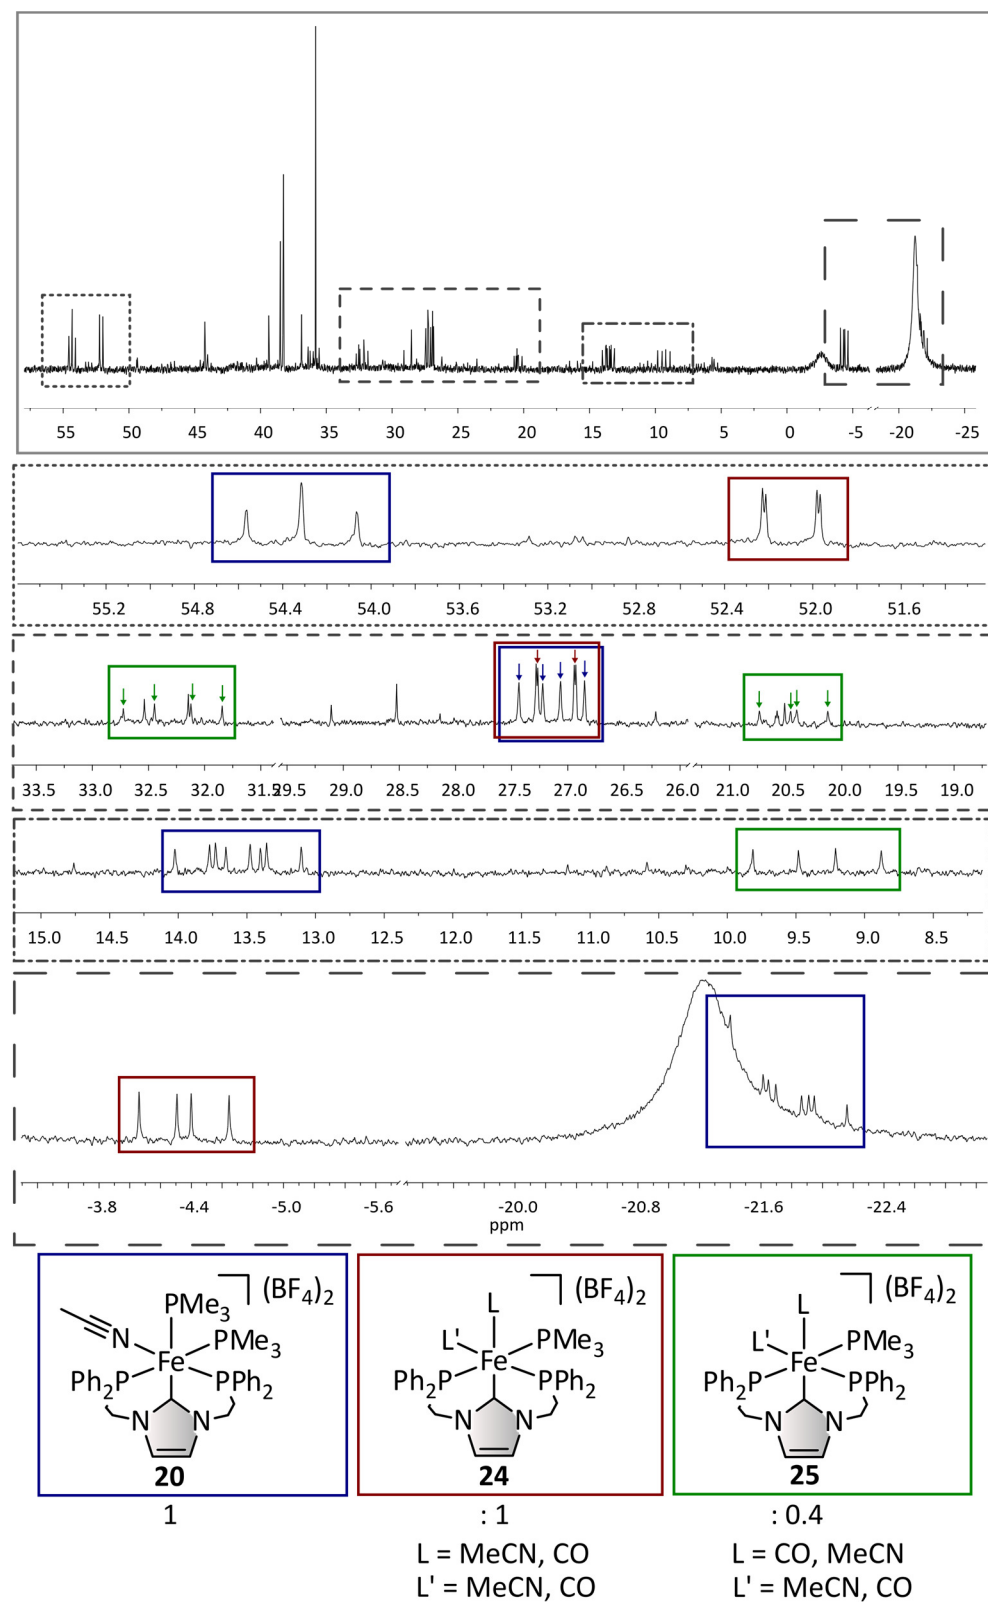 55 50 45 40 35 30 25 20 15 10 5 0 -5 -20 -25
55.2 54.8 54.4 54.0 53.6 53.2 52.8 52.4 52.0 51.6
33.5 33.0 32.5 32.0 31.5 29.5 29.0 28.5 28.0 27.5 27.0 26.5 26.0 21.0 20.5 20.0 19.5 19.0
15.0 14.5 14.0 13.5 13.0 12.5 12.0 11.5 11.0 10.5 10.0 9.5 9.0 8.5
-3.8 -4.4 -5.0 -5.6 -20.0 -20.8 -21.6 -22.4
ppm
(BF4)2
PMe3
N
PMe3
Fe
Ph2P
PPh2
N N
20
(BF4)2
L
L'
PMe3
Fe
Ph2P
PPh2
N N
24
(BF4)2
L
L'
PMe3
Fe
Ph2P
PPh2
N N
25
1 : 1 : 0.4
L = MeCN, CO
L' = MeCN, CO
L = CO, MeCN
L' = MeCN, CO